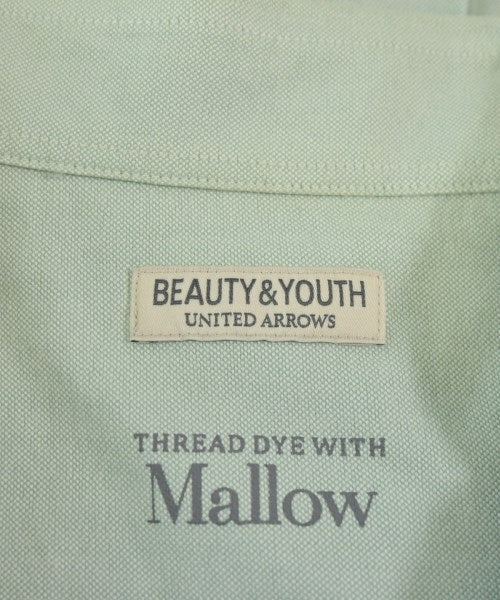 BEAUTY&YOUTH
UNITED ARROWS
THREAD DYE WITH
Mallow